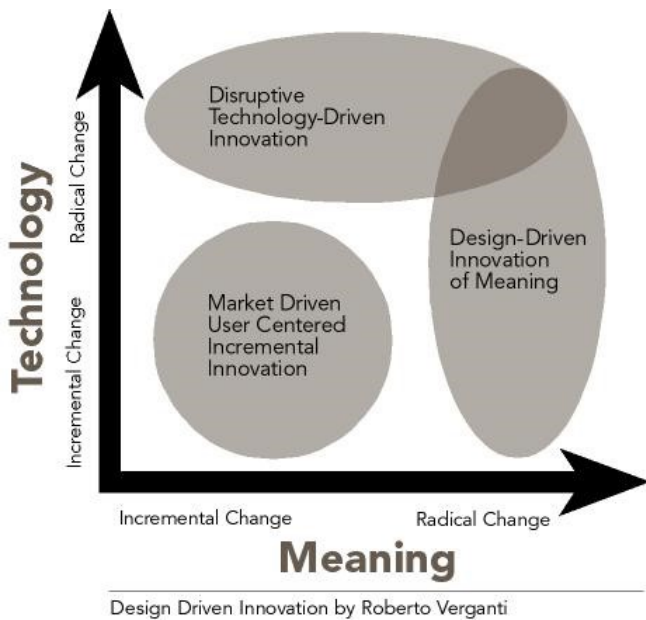 Technology
Radical Change
Incremental Change
Disruptive
Technology-Driven
Innovation
Design-Driven
Innovation
of Meaning
Market Driven
User Centered
Incremental
Innovation
Incremental Change
Radical Change
Meaning
Design Driven Innovation by Roberto Verganti